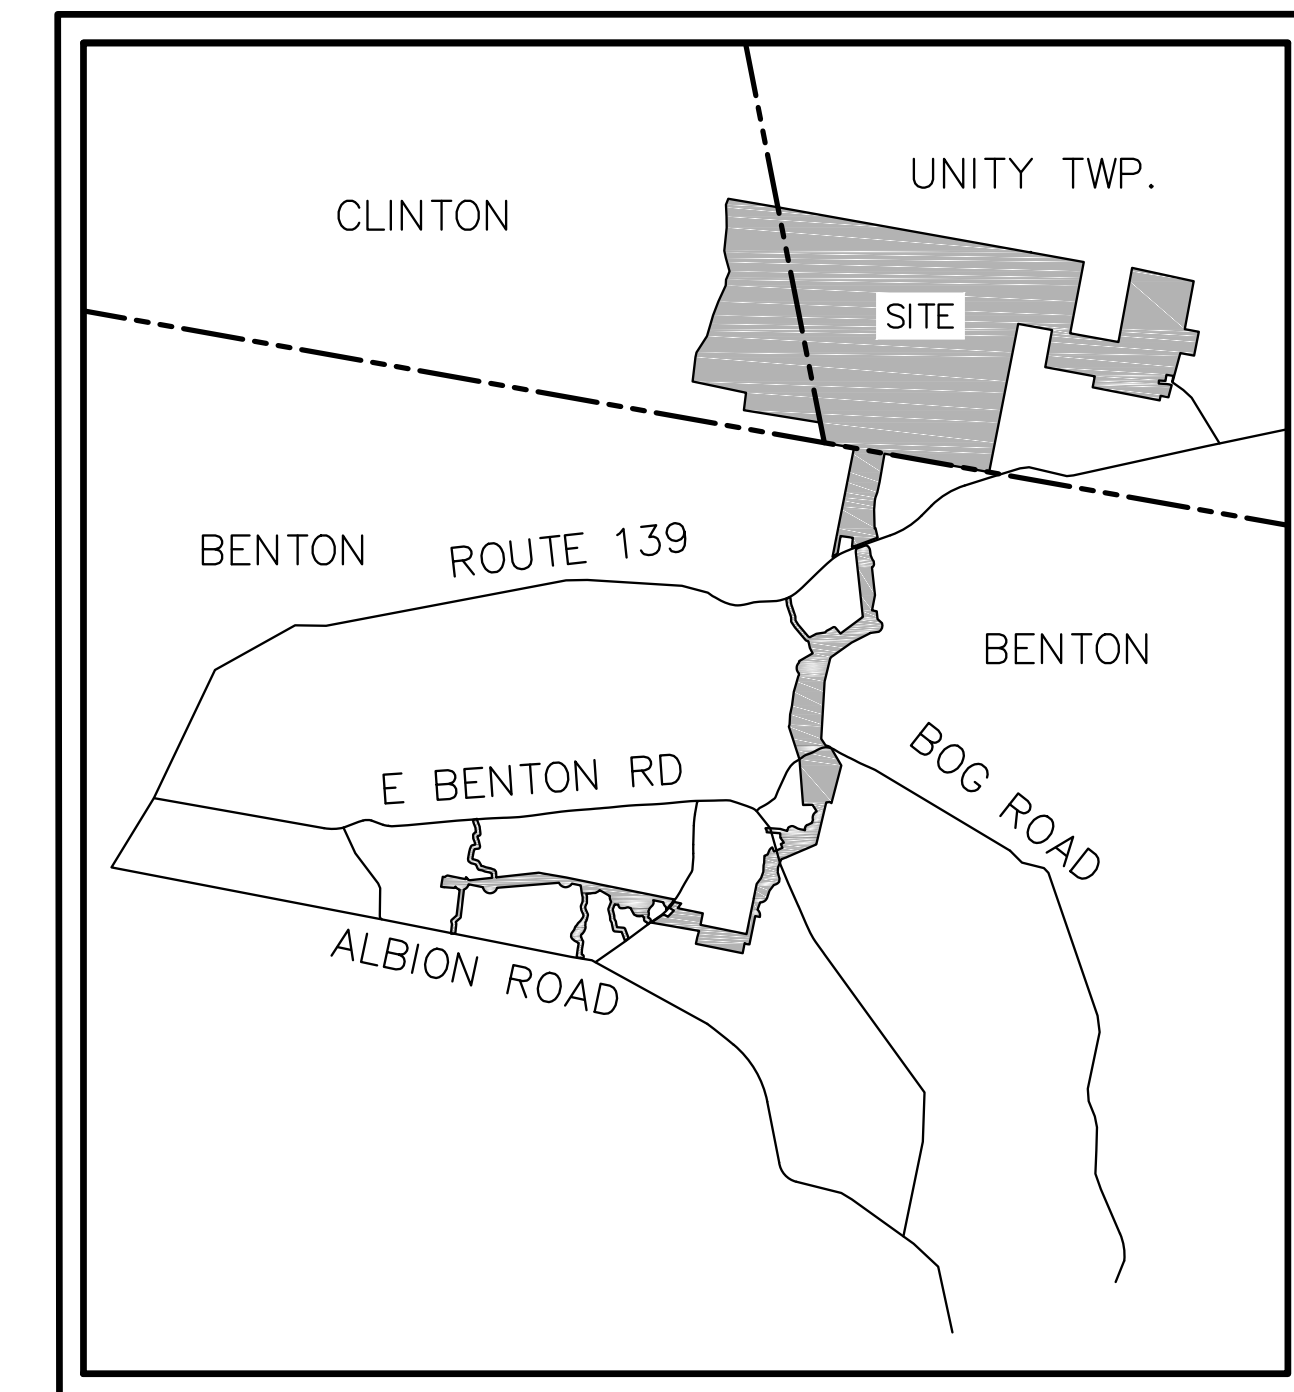 UNITY TWP.
CLINTON
SITE
ROUTE 139
BENTON
BENTON
BOG ROAD
E BENTON RD
ALBION ROAD